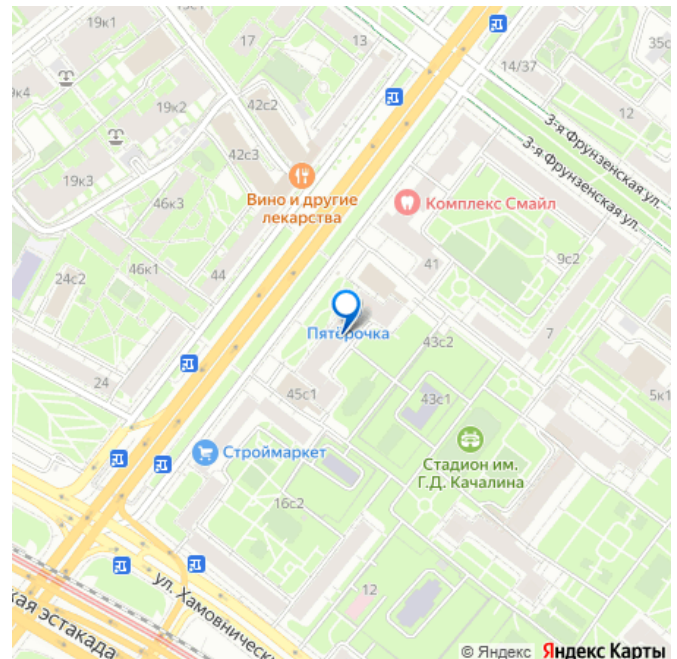 19к1
17
13
35с
14/37
9к4
19к2
42с2
12
3-я Фрунзенская ул.
3-я Фрунзенская ул.
42с3
19к3
Вино и другие
лекарства
Комплекс Смайл
46к3
9с2
24с2
46к1
44
41
7
Пятёрочка
43с2
24
45с1
43с1
5к1
Строймаркет
Стадион им.
Г.Д. Качалина
16с2
12
ул. Хамовническ
кая эстакада
© Яндекс Яндекс Карты